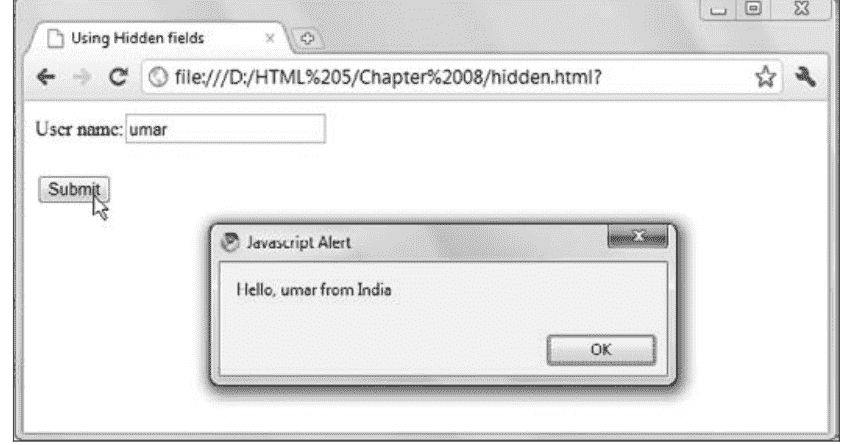 Using Hidden fields
file:///D:/HTML%205/Chapter%2008/hidden.html?
User name: umar
Submit
Javascript Alert
Hello, umar from India
OK